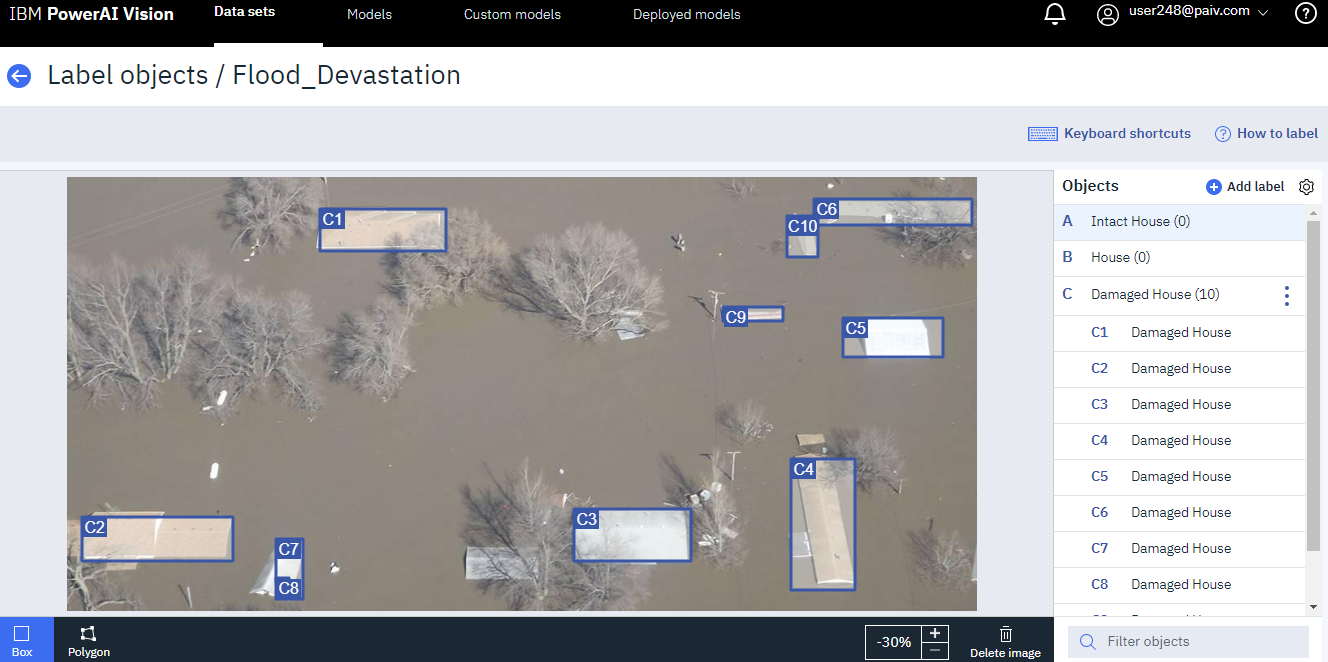 IBM PowerAI Vision
Data sets
Models
Custom models
Deployed models
user248@paiv.com
?
Label objects / Flood_Devastation
Keyboard shortcuts
? How to label
C1
C6
C10
C9
C5
C4
C2
C3
C7
C8
Objects
+ Add label
A Intact House (0)
B House (0)
C Damaged House (10)
C1 Damaged House
C2 Damaged House
C3 Damaged House
C4 Damaged House
C5 Damaged House
C6 Damaged House
C7 Damaged House
C8 Damaged House
Box
Polygon
-30%
+
−
Delete image
Filter objects